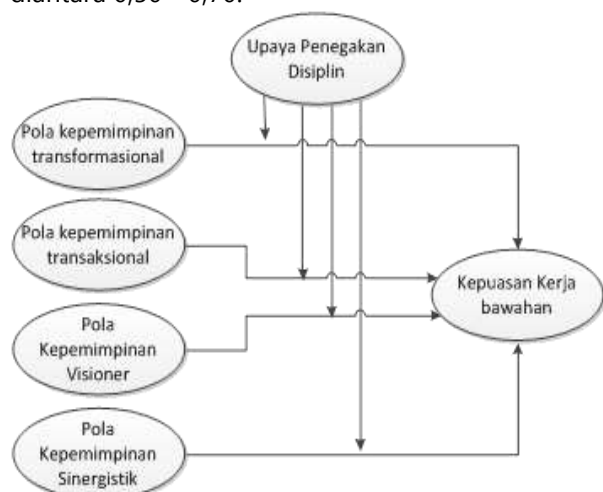 Upaya Penegakan
Disiplin
Pola kepemimpinan
transformasional
Pola kepemimpinan
transaksional
Kepuasan Kerja
bawahan
Pola
Kepemimpinan
Visioner
Pola
Kepemimpinan
Sinergistik